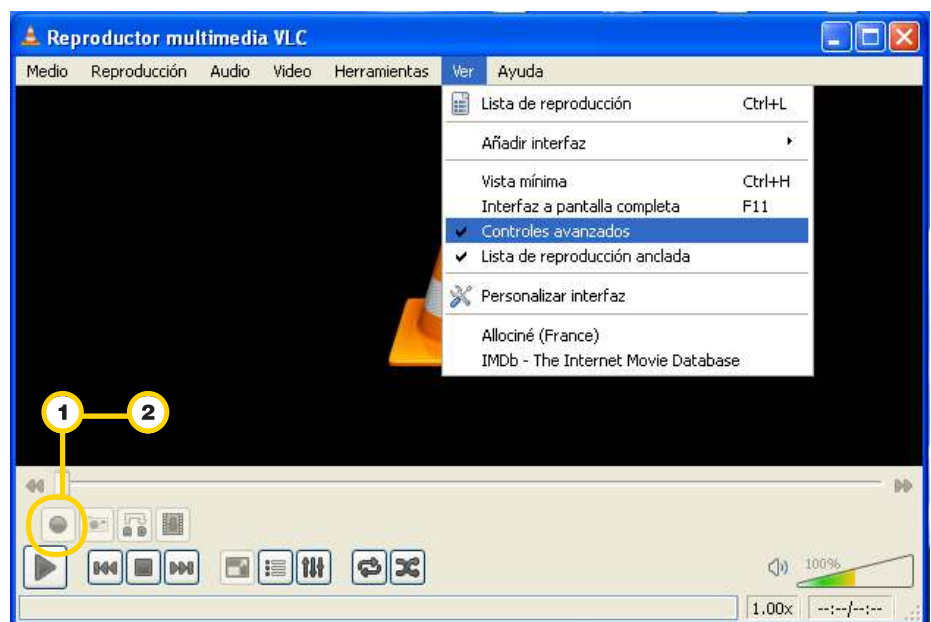 Reproductor multimedia VLC
Medio Reproducción Audio Video Herramientas Ver Ayuda
Lista de reproducción Ctrl+L
Añadir interfaz
Vista mínima Ctrl+H
Interfaz a pantalla completa F11
Controles avanzados
Lista de reproducción anclada
Personalizar interfaz
Allociné (France)
IMDb - The Internet Movie Database
1 2
A B
100%
1.00x --:--/--:--